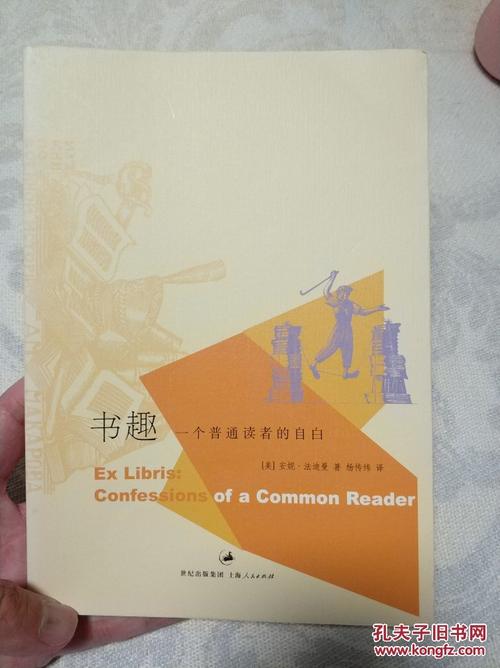 书趣 一个普通读者的自白
[美] 安妮·法迪曼 著 杨传纬 译
Ex Libris:
Confessions of a Common Reader
世纪出版集团 上海人民出版社
MAKAROVA
孔夫子旧书网
www.kongfz.com